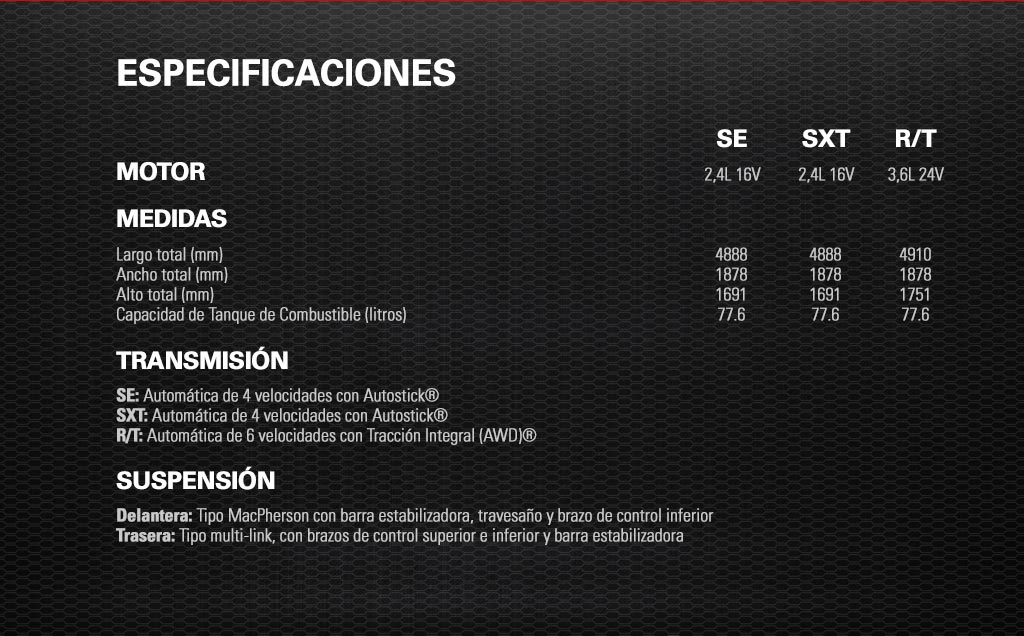 ESPECIFICACIONES
SE SXT R/T
MOTOR 2,4L 16V 2,4L 16V 3,6L 24V
MEDIDAS
Largo total (mm) 4888 4888 4910
Ancho total (mm) 1878 1878 1878
Alto total (mm) 1691 1691 1751
Capacidad de Tanque de Combustible (litros) 77.6 77.6 77.6
TRANSMISIÓN
SE: Automática de 4 velocidades con Autostick®
SXT: Automática de 4 velocidades con Autostick®
R/T: Automática de 6 velocidades con Tracción Integral (AWD)®
SUSPENSIÓN
Delantera: Tipo MacPherson con barra estabilizadora, travesaño y brazo de control inferior
Trasera: Tipo multi-link, con brazos de control superior e inferior y barra estabilizadora